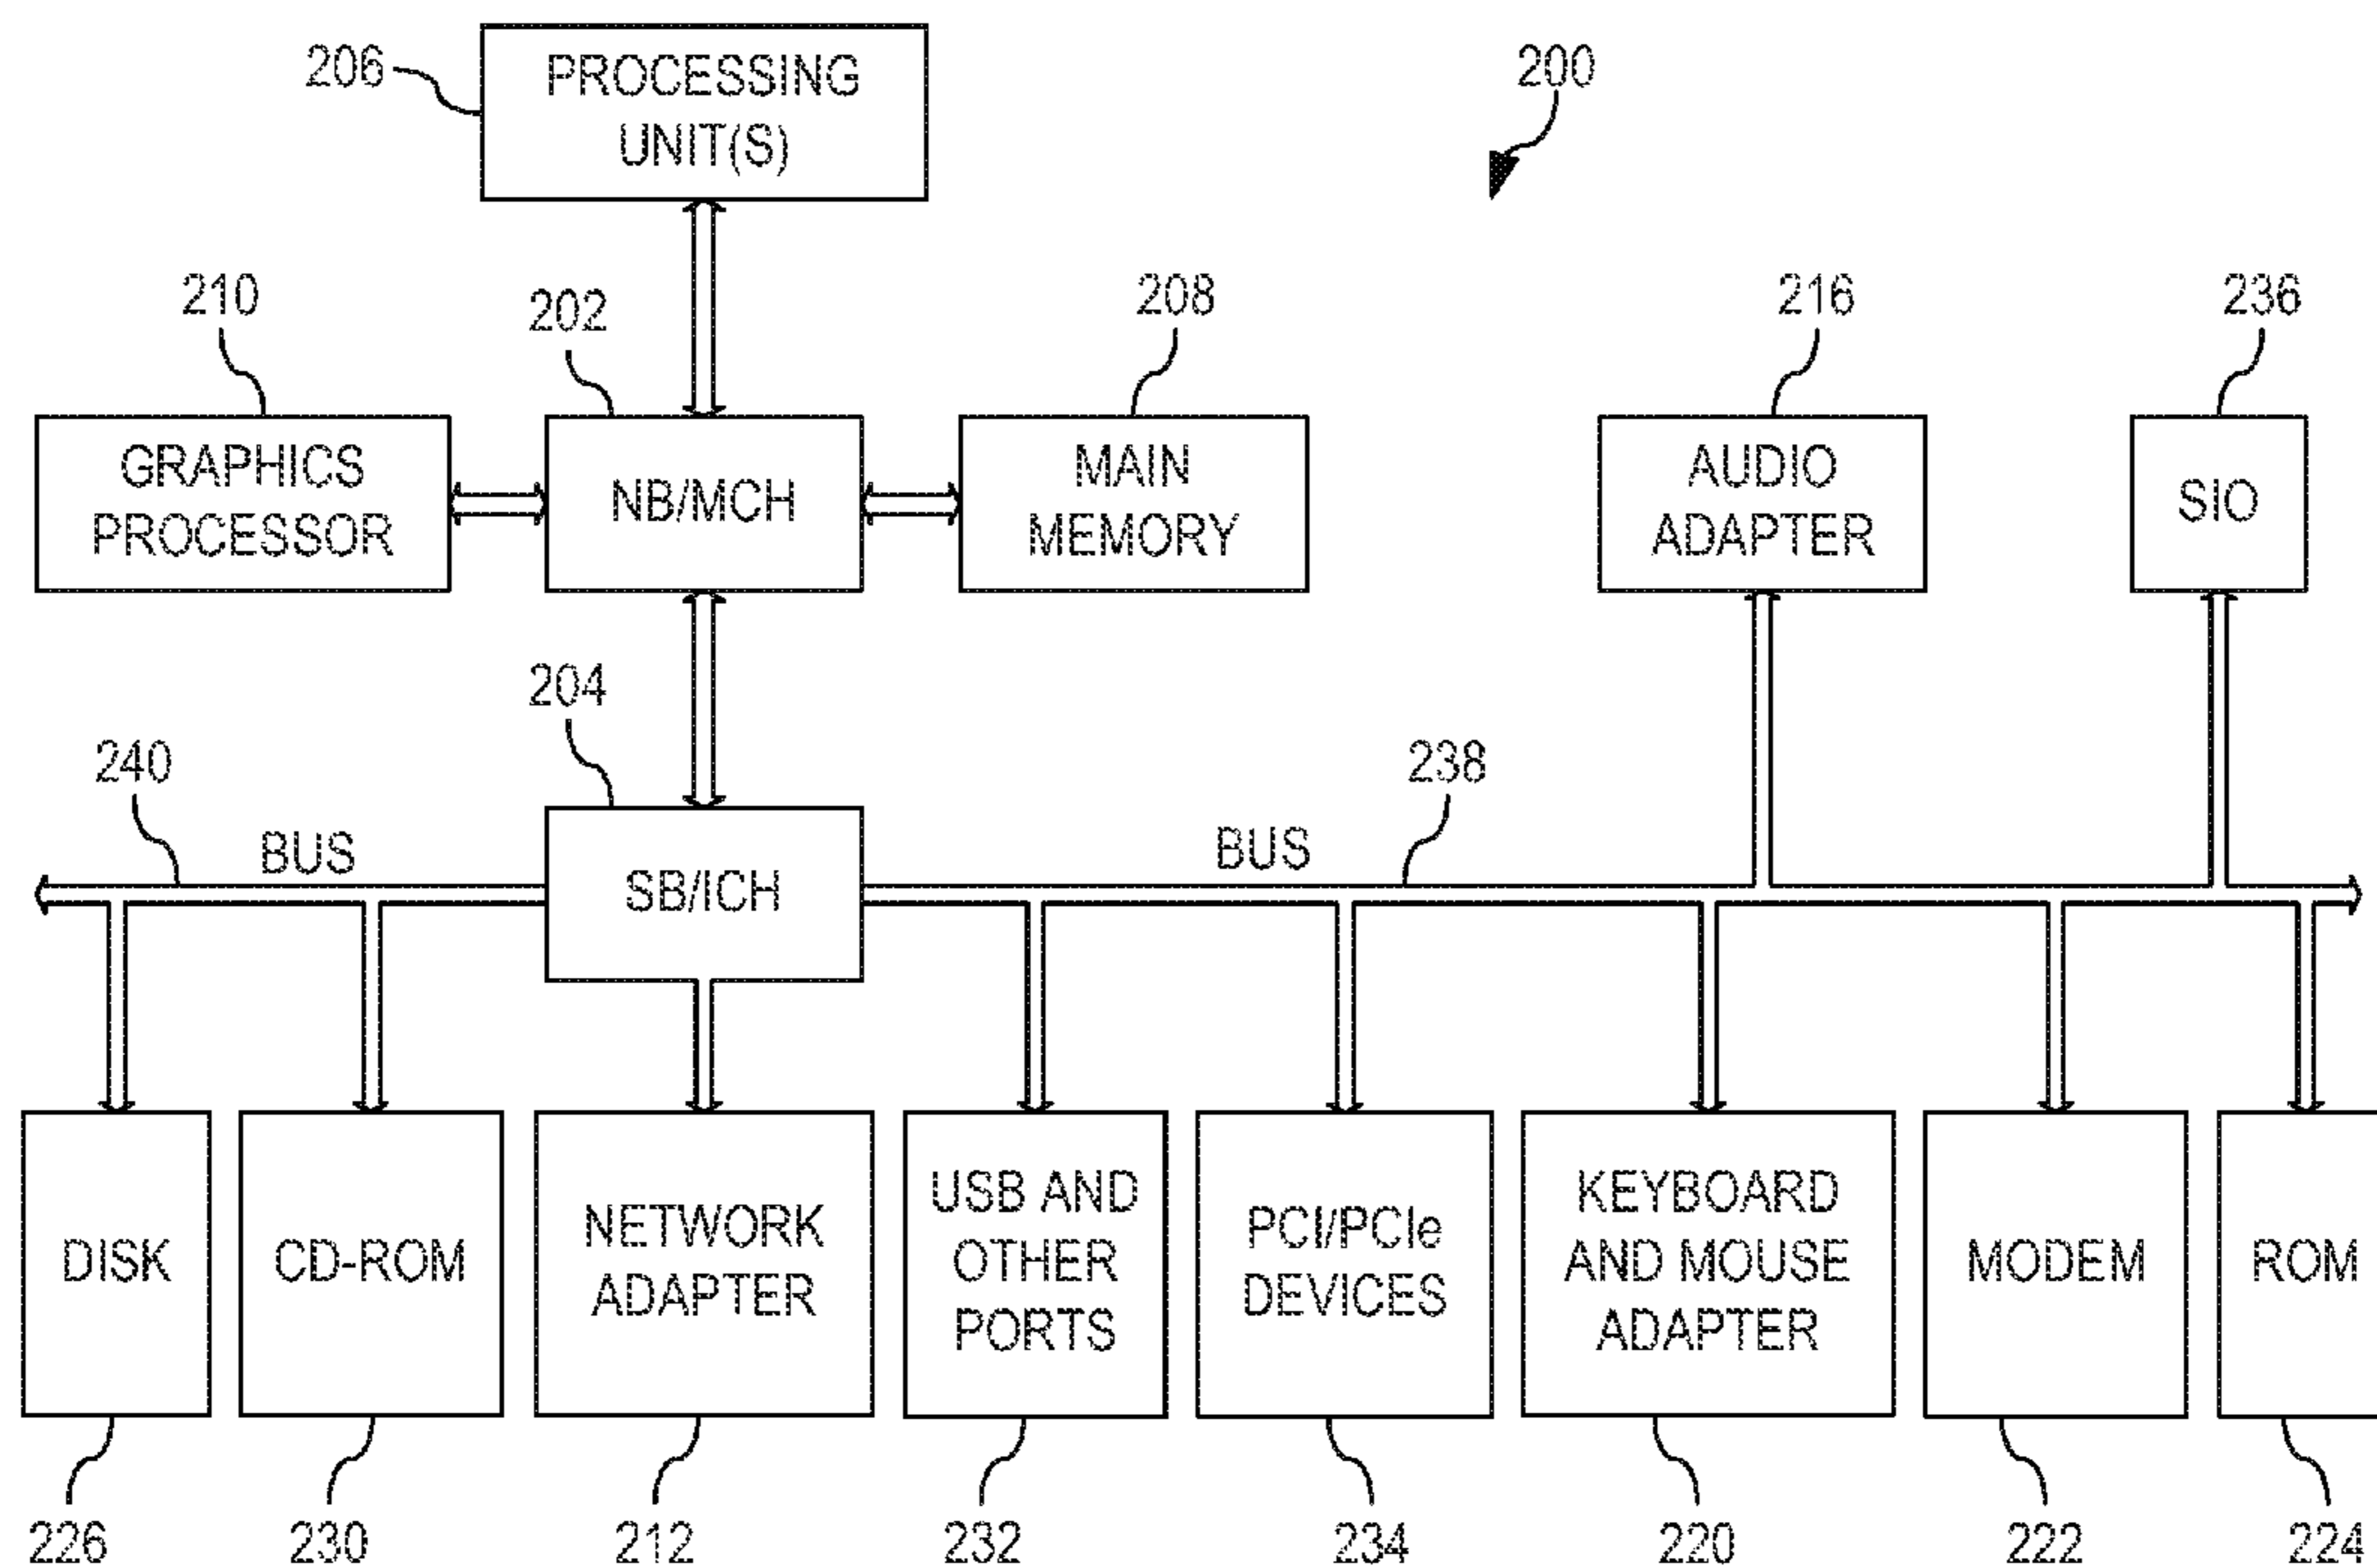 206
PROCESSING
UNIT(S)
200
210
202
208
216
236
GRAPHICS
PROCESSOR
NB/MCH
MAIN
MEMORY
AUDIO
ADAPTER
SIO
204
240
BUS
238
BUS
SB/ICH
DISK
CD-ROM
NETWORK
ADAPTER
USB AND
OTHER
PORTS
PCI/PCIe
DEVICES
KEYBOARD
AND MOUSE
ADAPTER
MODEM
ROM
226
230
212
232
234
220
222
224